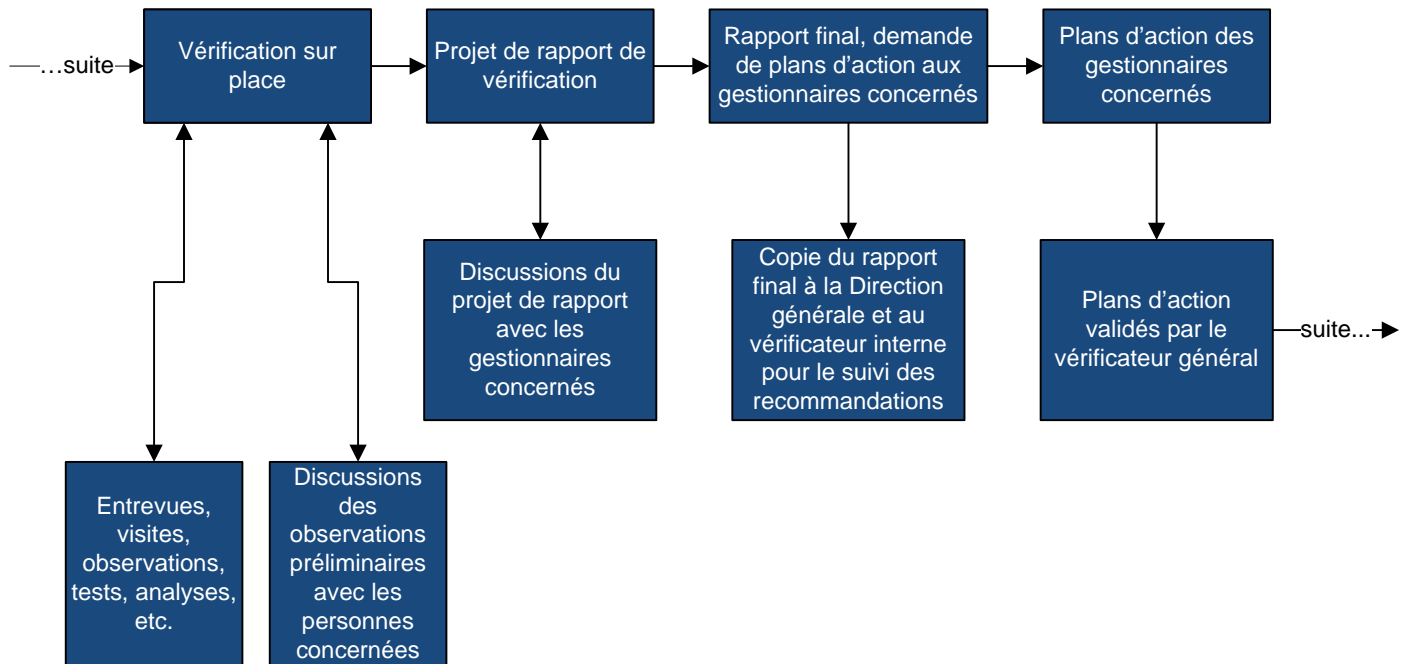 …suite
Vérification sur
place
Projet de rapport de
vérification
Rapport final, demande
de plans d'action aux
gestionnaires concernés
Plans d'action des
gestionnaires
concernés
Discussions du
projet de rapport
avec les
gestionnaires
concernés
Copie du rapport
final à la Direction
générale et au
vérificateur interne
pour le suivi des
recommandations
Plans d'action
validés par le
vérificateur général
suite...
Entrevues,
visites,
observations,
tests, analyses,
etc.
Discussions
des
observations
préliminaires
avec les
personnes
concernées